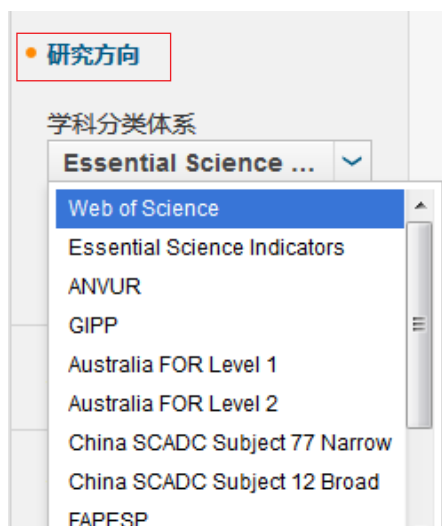 研究方向
学科分类体系
Essential Science ...
Web of Science
Essential Science Indicators
ANVUR
GIPP
Australia FOR Level 1
Australia FOR Level 2
China SCADC Subject 77 Narrow
China SCADC Subject 12 Broad
FAPESP